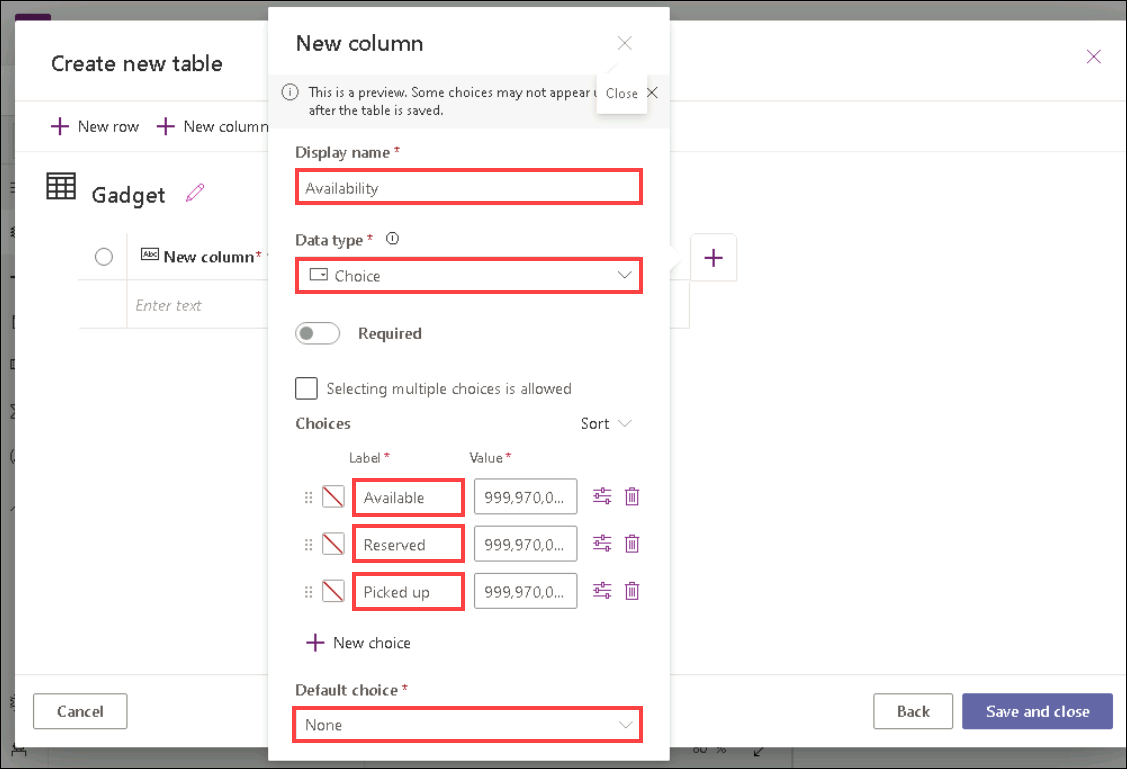 New column
Create new table
This is a preview. Some choices may not appear
after the table is saved.
Close
New row
New column
Display name *
Availability
Gadget
Data type *
Abc New column *
Choice
Enter text
Required
Selecting multiple choices is allowed
Choices
Sort
Label *
Value *
Available
999,970,0...
Reserved
999,970,0...
Picked up
999,970,0...
New choice
Default choice *
None
Cancel
Back
Save and close